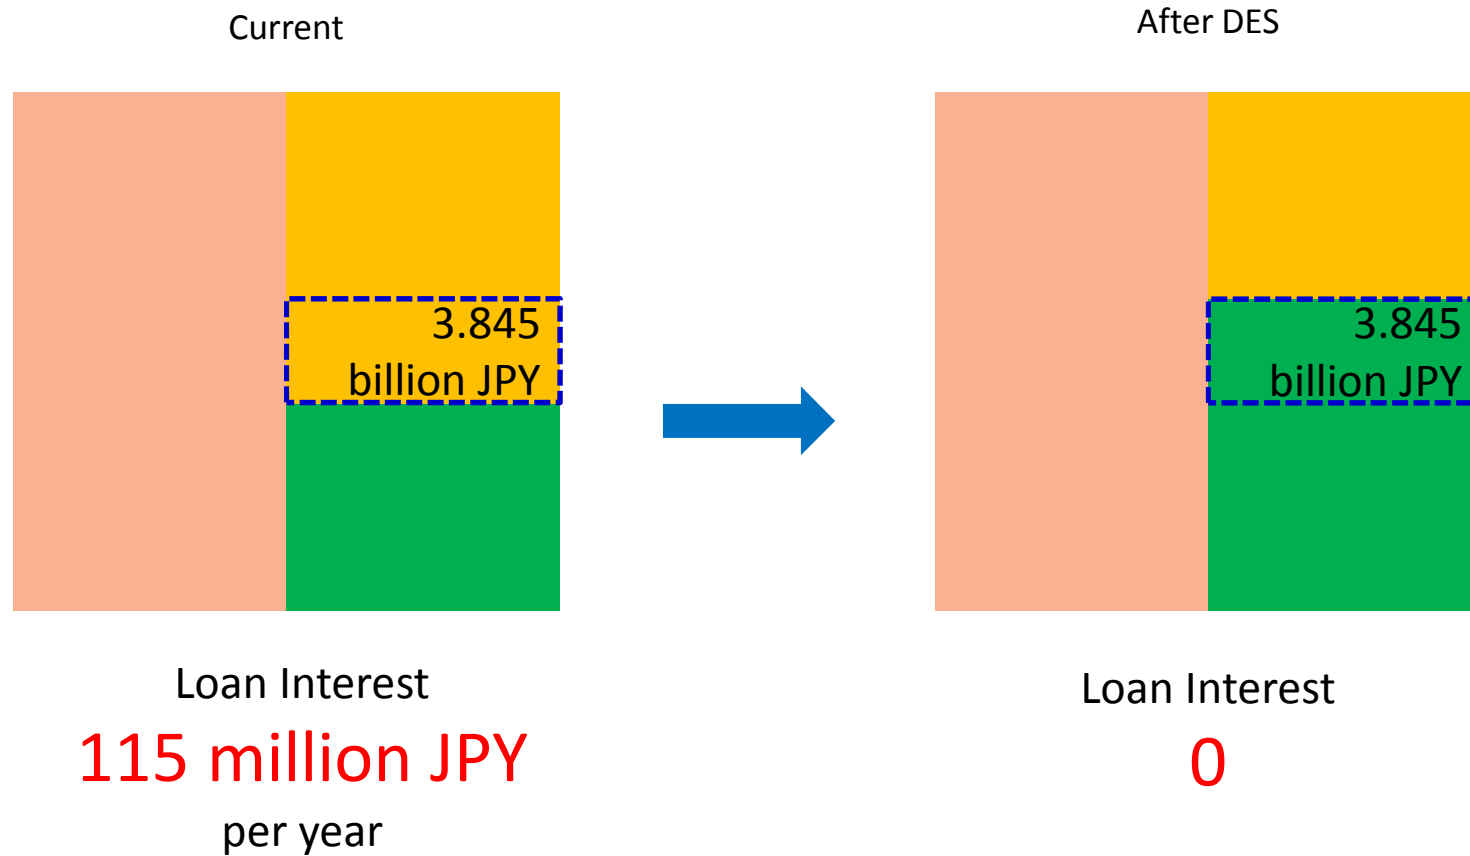 Current
After DES
3.845
billion JPY
3.845
billion JPY
Loan Interest
115 million JPY
per year
Loan Interest
0